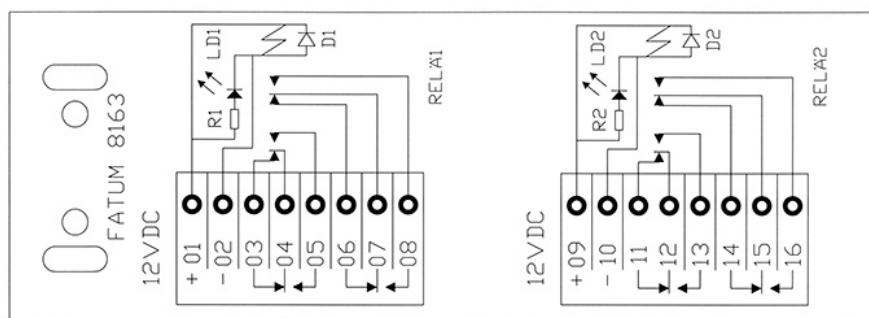 FATUM 8163
12VDC
LD1
R1
D1
RELÄ1
+ 01
- 02
03
04
05
06
07
08
12VDC
LD2
R2
D2
RELÄ2
+ 09
- 10
11
12
13
14
15
16